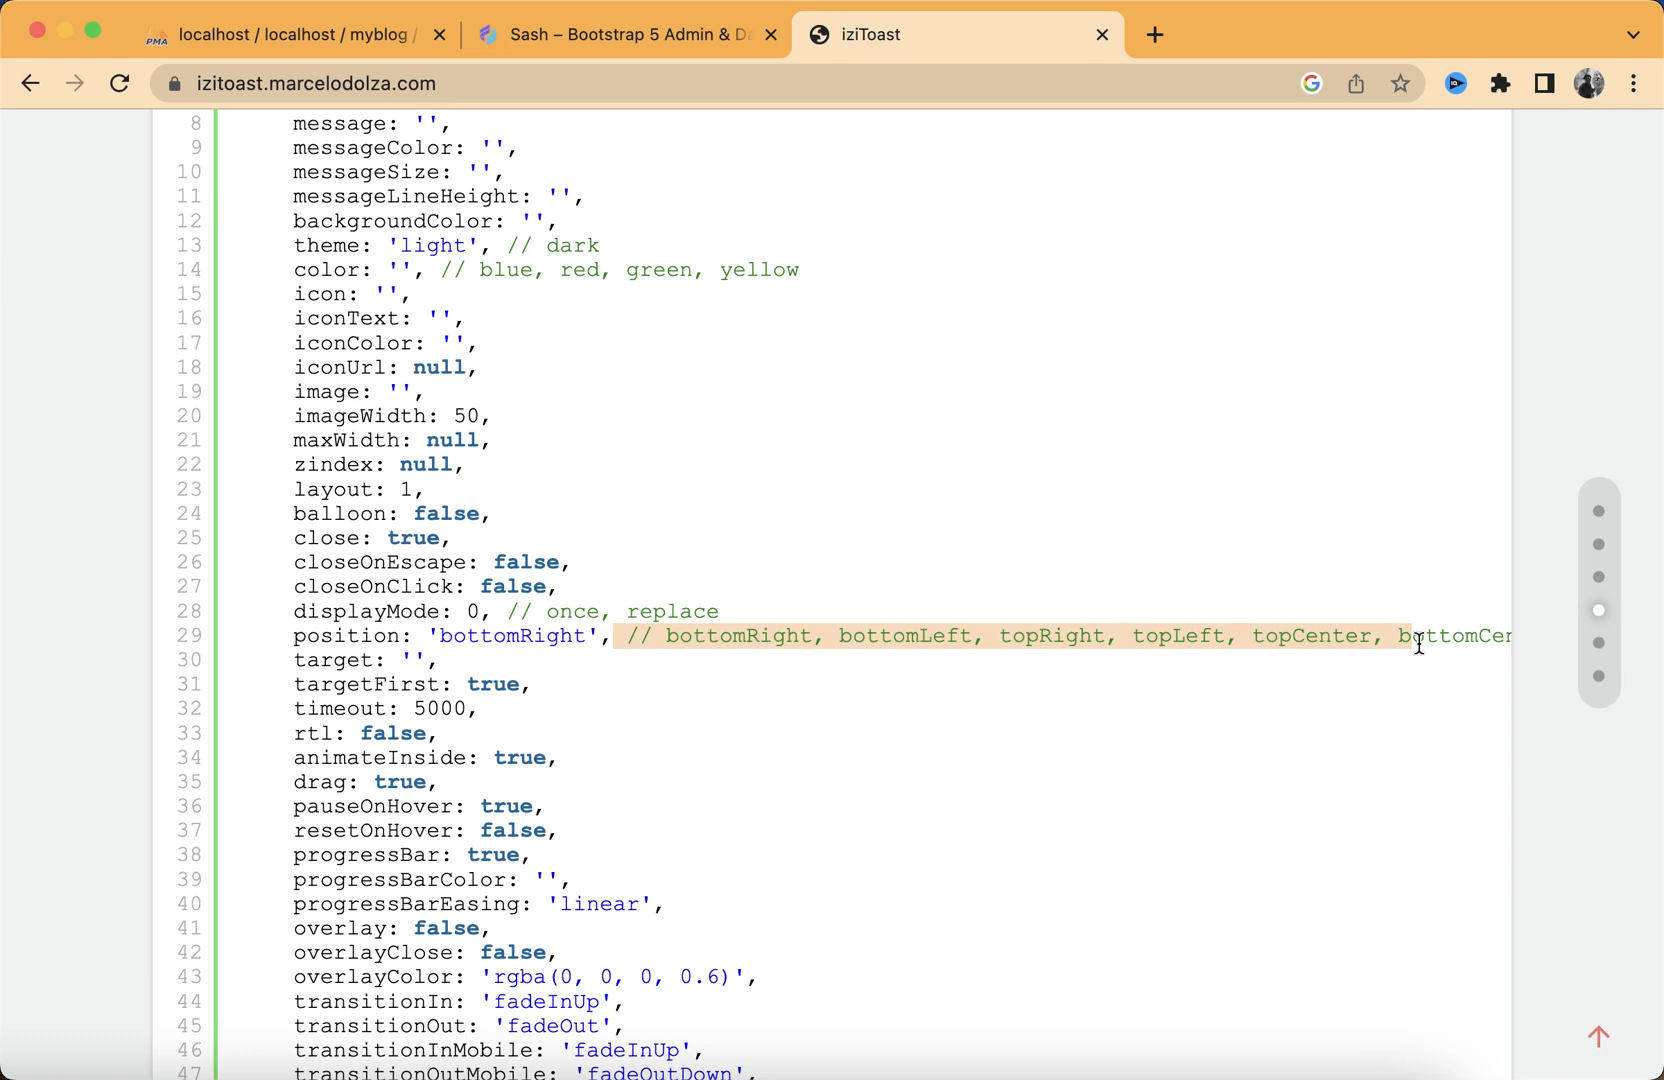 PMA localhost / localhost / myblog /
Sash – Bootstrap 5 Admin & Da
iziToast
izitoast.marcelodolza.com
8 message: '',
9 messageColor: '',
10 messageSize: '',
11 messageLineHeight: '',
12 backgroundColor: '',
13 theme: 'light', // dark
14 color: '', // blue, red, green, yellow
15 icon: '',
16 iconText: '',
17 iconColor: '',
18 iconUrl: null,
19 image: '',
20 imageWidth: 50,
21 maxWidth: null,
22 zindex: null,
23 layout: 1,
24 balloon: false,
25 close: true,
26 closeOnEscape: false,
27 closeOnClick: false,
28 displayMode: 0, // once, replace
29 position: 'bottomRight', // bottomRight, bottomLeft, topRight, topLeft, topCenter, bottomCen
30 target: '',
31 targetFirst: true,
32 timeout: 5000,
33 rtl: false,
34 animateInside: true,
35 drag: true,
36 pauseOnHover: true,
37 resetOnHover: false,
38 progressBar: true,
39 progressBarColor: '',
40 progressBarEasing: 'linear',
41 overlay: false,
42 overlayClose: false,
43 overlayColor: 'rgba(0, 0, 0, 0.6)',
44 transitionIn: 'fadeInUp',
45 transitionOut: 'fadeOut',
46 transitionInMobile: 'fadeInUp',
47 transitionOutMobile: 'fadeOutDown',